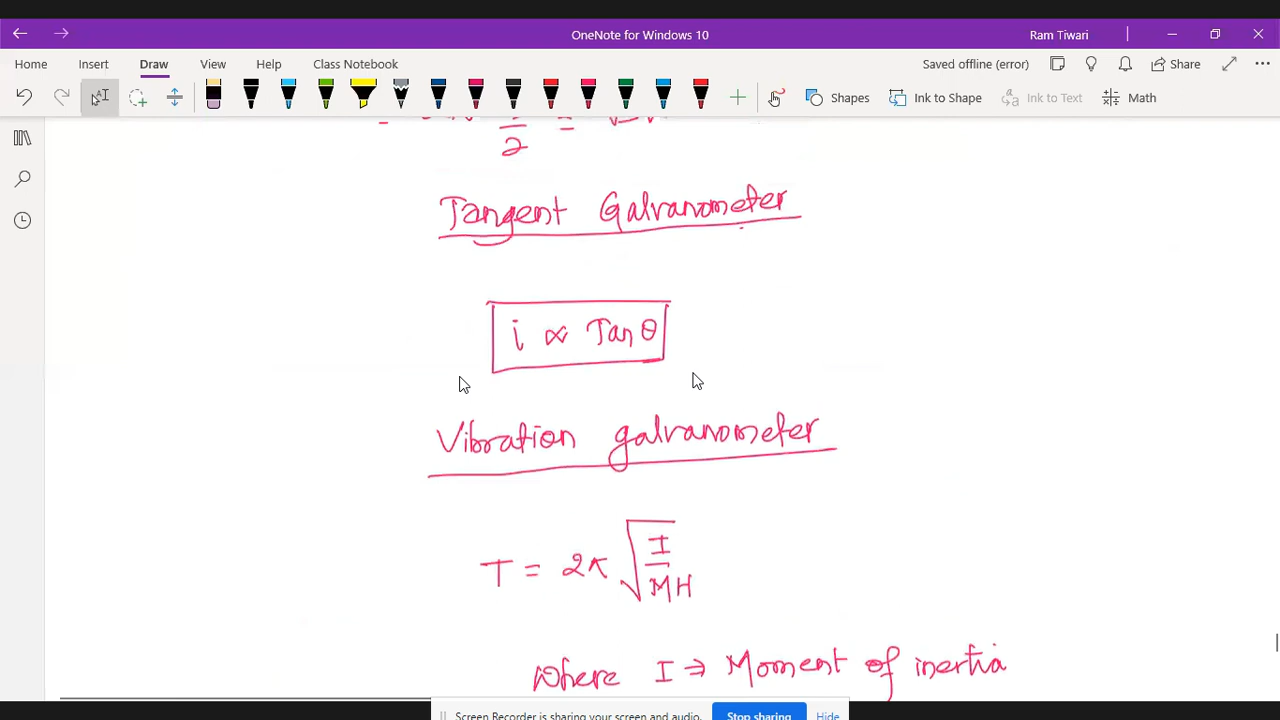 OneNote for Windows 10
Ram Tiwari
Home Insert Draw View Help Class Notebook
Saved offline (error) Share
Shapes Ink to Shape Ink to Text Math
2
Tangent Galvanometer
i ∝ Tan θ
Vibration galvanometer
T = 2π √(I/MH)
Where I ⇒ Moment of inertia
Screen Recorder is sharing your screen and audio. Stop sharing Hide